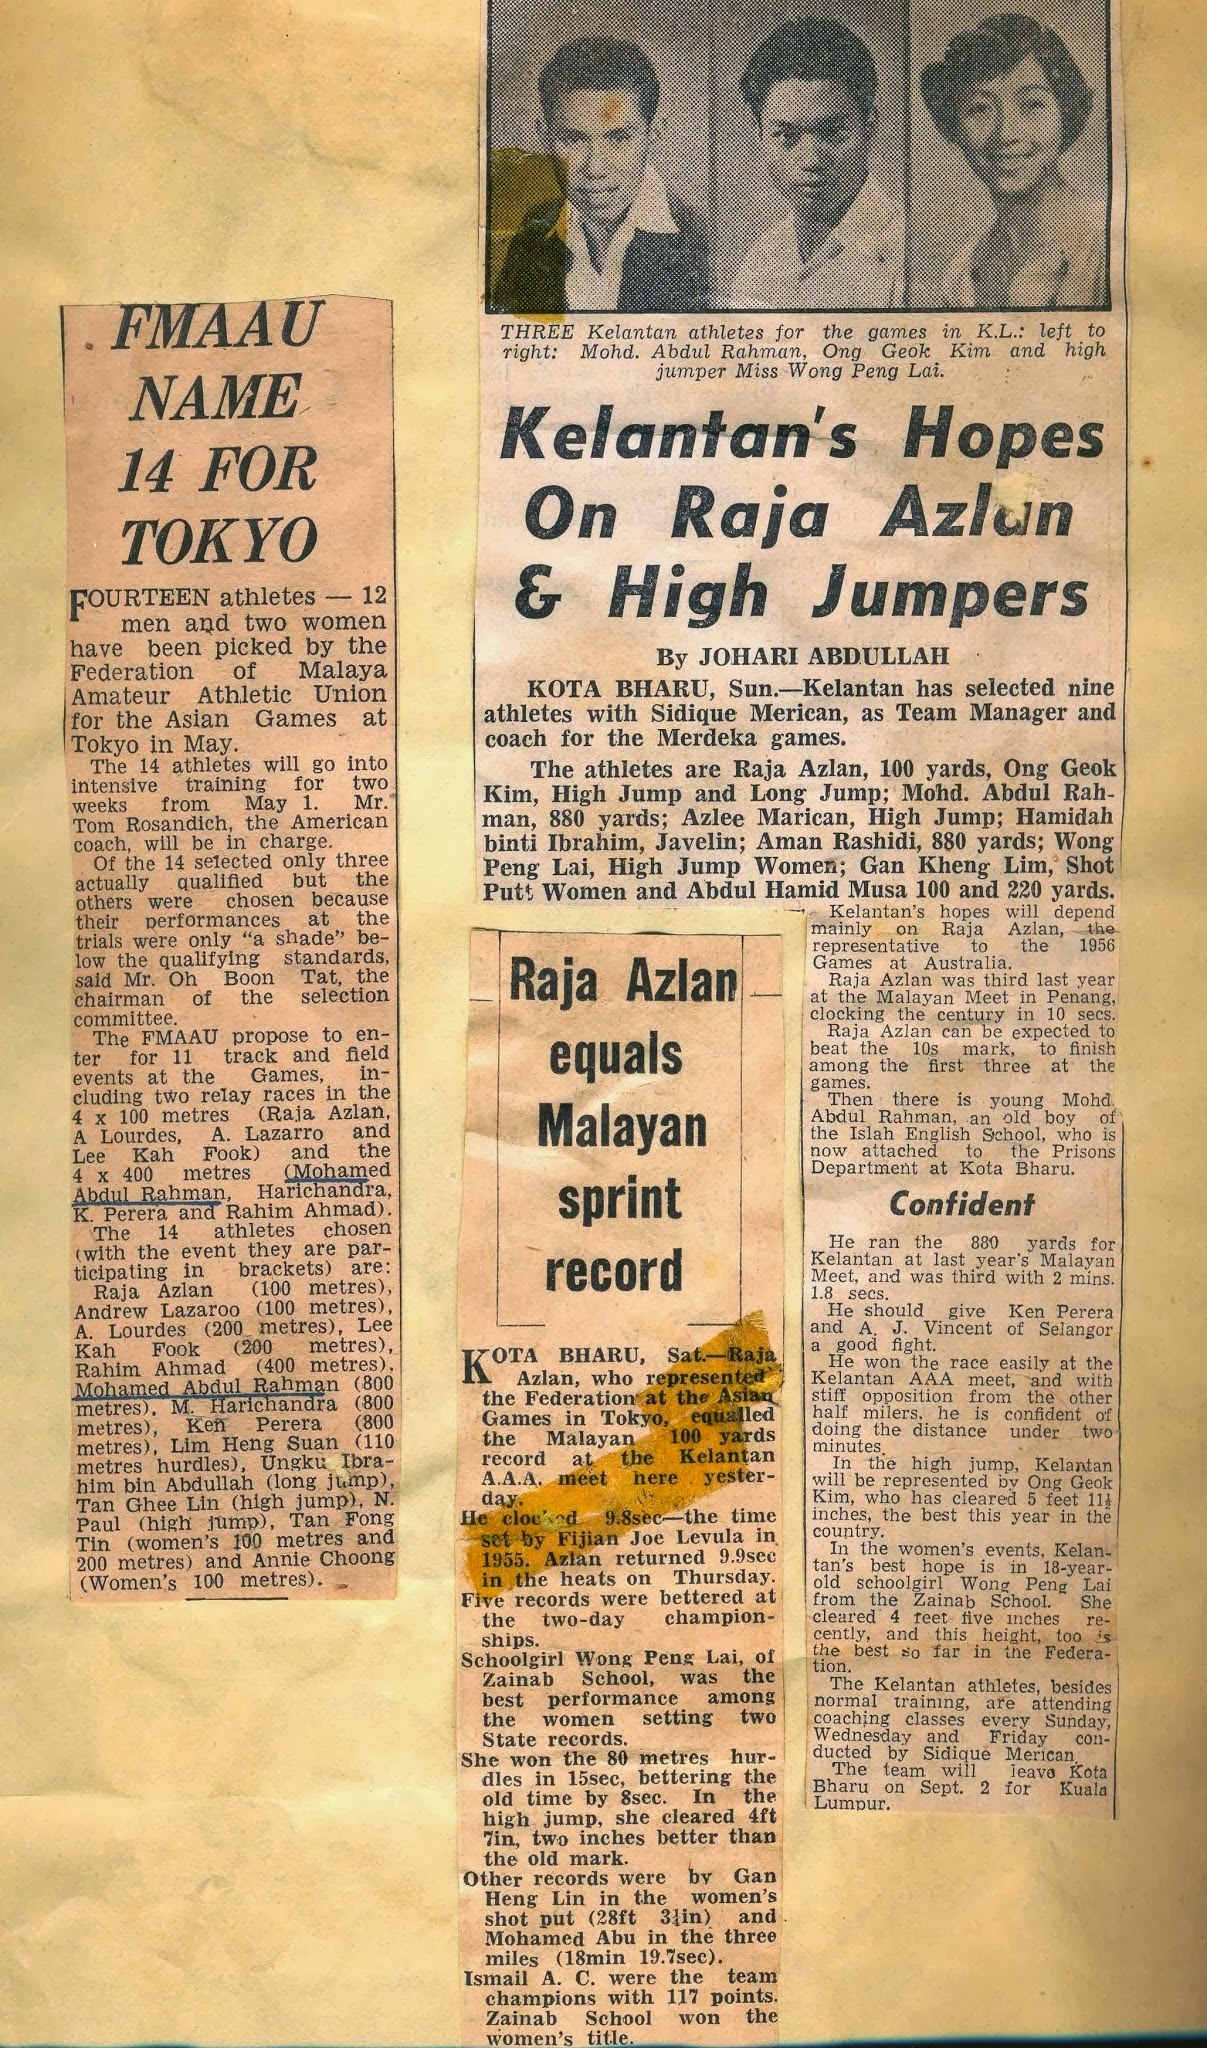 FMAAU
NAME
14 FOR
TOKYO
FOURTEEN athletes — 12
men and two women
have been picked by the
Federation of Malaya
Amateur Athletic Union
for the Asian Games at
Tokyo in May.
The 14 athletes will go into
intensive training for two
weeks from May 1. Mr.
Tom Rosandich, the American
coach, will be in charge.
Of the 14 selected only three
actually qualified but the
others were chosen because
their performances at the
trials were only "a shade" be-
low the qualifying standards,
said Mr. Oh Boon Tat, the
chairman of the selection
committee.
The FMAAU propose to en-
ter for 11 track and field
events at the Games, in-
cluding two relay races in the
4 x 100 metres (Raja Azlan,
A Lourdes, A. Lazarro and
Lee Kah Fook) and the
4 x 400 metres (Mohamed
Abdul Rahman, Harichandra,
K. Perera and Rahim Ahmad).
The 14 athletes chosen
(with the event they are par-
ticipating in brackets) are:
Raja Azlan (100 metres),
Andrew Lazaroo (100 metres),
A. Lourdes (200 metres), Lee
Kah Fook (200 metres),
Rahim Ahmad (400 metres),
Mohamed Abdul Rahman (800
metres), M. Harichandra (800
metres), Ken Perera (800
metres), Lim Heng Suan (110
metres hurdles), Ungku Ibra-
him bin Abdullah (long jump),
Tan Ghee Lin (high jump), N.
Paul (high jump), Tan Fong
Tin (women's 100 metres and
200 metres) and Annie Choong
(Women's 100 metres).
THREE Kelantan athletes for the games in K.L.: left to
right: Mohd. Abdul Rahman, Ong Geok Kim and high
jumper Miss Wong Peng Lai.
Kelantan's Hopes
On Raja Azlan
& High Jumpers
By JOHARI ABDULLAH
KOTA BHARU, Sun.—Kelantan has selected nine
athletes with Sidique Merican, as Team Manager and
coach for the Merdeka games.
The athletes are Raja Azlan, 100 yards, Ong Geok
Kim, High Jump and Long Jump; Mohd. Abdul Rah-
man, 880 yards; Azlee Marican, High Jump; Hamidah
binti Ibrahim, Javelin; Aman Rashidi, 880 yards; Wong
Peng Lai, High Jump Women; Gan Kheng Lim, Shot
Putt Women and Abdul Hamid Musa 100 and 220 yards.
Kelantan's hopes will depend
mainly on Raja Azlan, the
representative to the 1956
Games at Australia.
Raja Azlan was third last year
at the Malayan Meet in Penang,
clocking the century in 10 secs.
Raja Azlan can be expected to
beat the 10s mark, to finish
among the first three at the
games.
Then there is young Mohd.
Abdul Rahman, an old boy of
the Islah English School, who is
now attached to the Prisons
Department at Kota Bharu.
Confident
He ran the 880 yards for
Kelantan at last year's Malayan
Meet, and was third with 2 mins.
1.8 secs.
He should give Ken Perera
and A. J. Vincent of Selangor
a good fight.
He won the race easily at the
Kelantan AAA meet, and with
stiff opposition from the other
half milers, he is confident of
doing the distance under two
minutes.
In the high jump, Kelantan
will be represented by Ong Geok
Kim, who has cleared 5 feet 11½
inches, the best this year in the
country.
In the women's events, Kelan-
tan's best hope is in 18-year-
old schoolgirl Wong Peng Lai
from the Zainab School. She
cleared 4 feet five inches re-
cently, and this height, too is
the best so far in the Federa-
tion.
The Kelantan athletes, besides
normal training, are attending
coaching classes every Sunday,
Wednesday and Friday con-
ducted by Sidique Merican.
The team will leave Kota
Bharu on Sept. 2 for Kuala
Lumpur.
Raja Azlan
equals
Malayan
sprint
record
KOTA BHARU, Sat.—Raja
Azlan, who represented
the Federation at the Asian
Games in Tokyo, equalled
the Malayan 100 yards
record at the Kelantan
A.A.A. meet here yester-
day.
He clocked 9.8sec—the time
set by Fijian Joe Levula in
1955. Azlan returned 9.9sec
in the heats on Thursday.
Five records were bettered at
the two-day champion-
ships.
Schoolgirl Wong Peng Lai, of
Zainab School, was the
best performance among
the women setting two
State records.
She won the 80 metres hur-
dles in 15sec, bettering the
old time by 8sec. In the
high jump, she cleared 4ft
7in, two inches better than
the old mark.
Other records were by Gan
Heng Lin in the women's
shot put (28ft 3¼in) and
Mohamed Abu in the three
miles (18min 19.7sec).
Ismail A. C. were the team
champions with 117 points.
Zainab School won the
women's title.